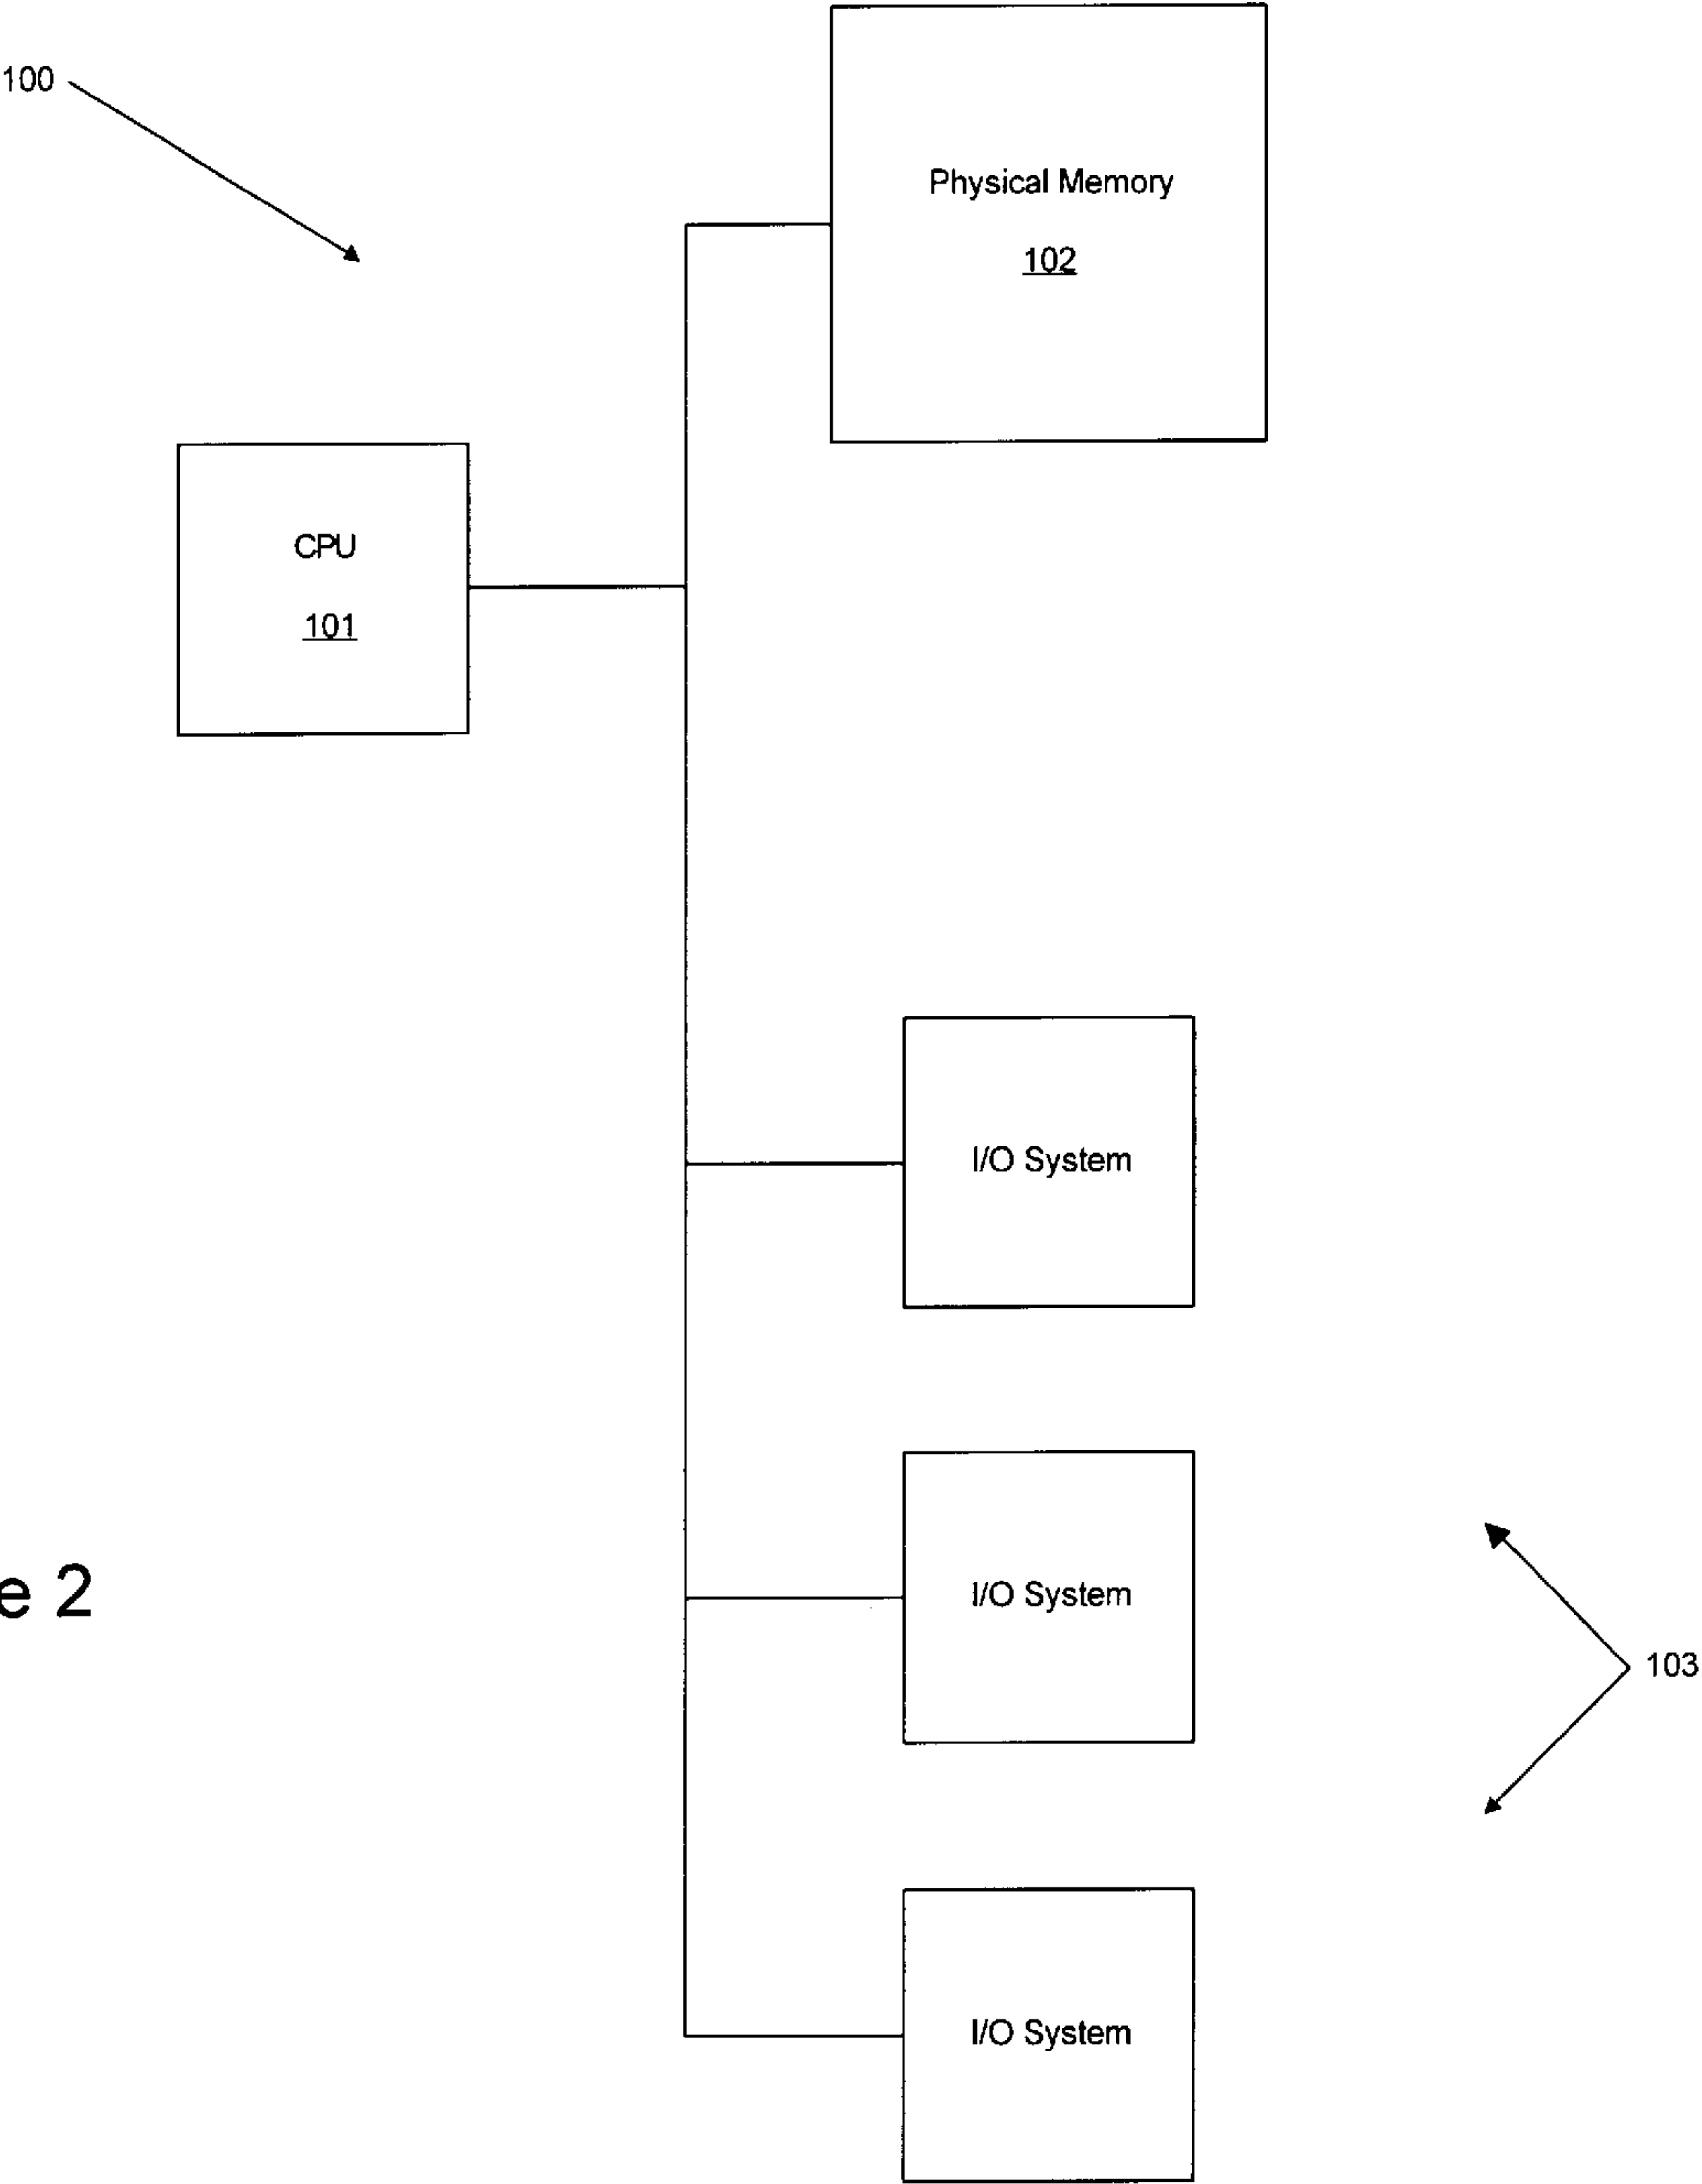 100
Physical Memory
102
CPU
101
I/O System
I/O System
e 2
103
I/O System